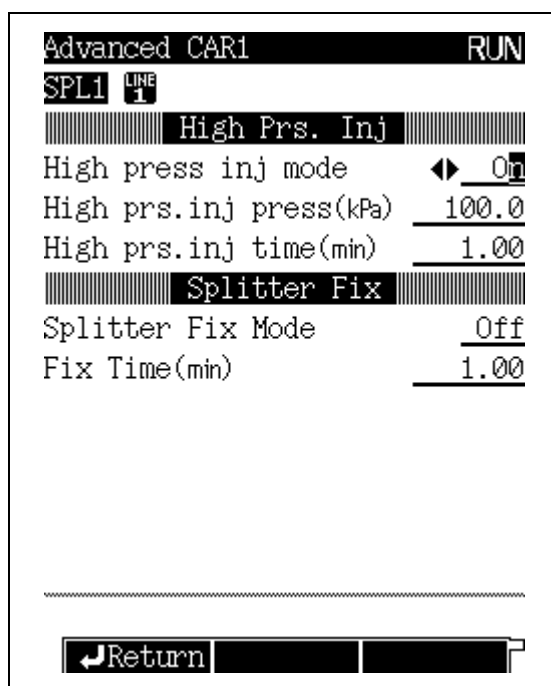 Advanced CAR1 RUN
SPL1 LINE 1
High Prs. Inj
High press inj mode On
High prs.inj press(kPa) 100.0
High prs.inj time(min) 1.00
Splitter Fix
Splitter Fix Mode Off
Fix Time(min) 1.00
Return